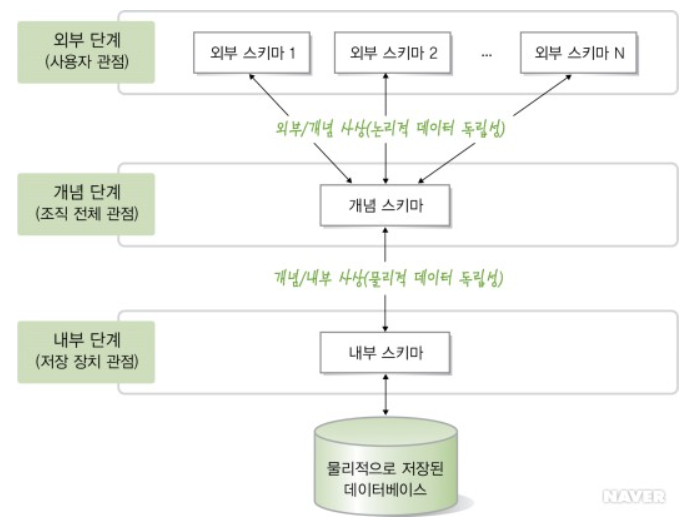 외부 단계
(사용자 관점)
외부 스키마 1
외부 스키마 2
...
외부 스키마 N
외부/개념 사상(논리적 데이터 독립성)
개념 단계
(조직 전체 관점)
개념 스키마
개념/내부 사상(물리적 데이터 독립성)
내부 단계
(저장 장치 관점)
내부 스키마
물리적으로 저장된
데이터베이스
NAVER